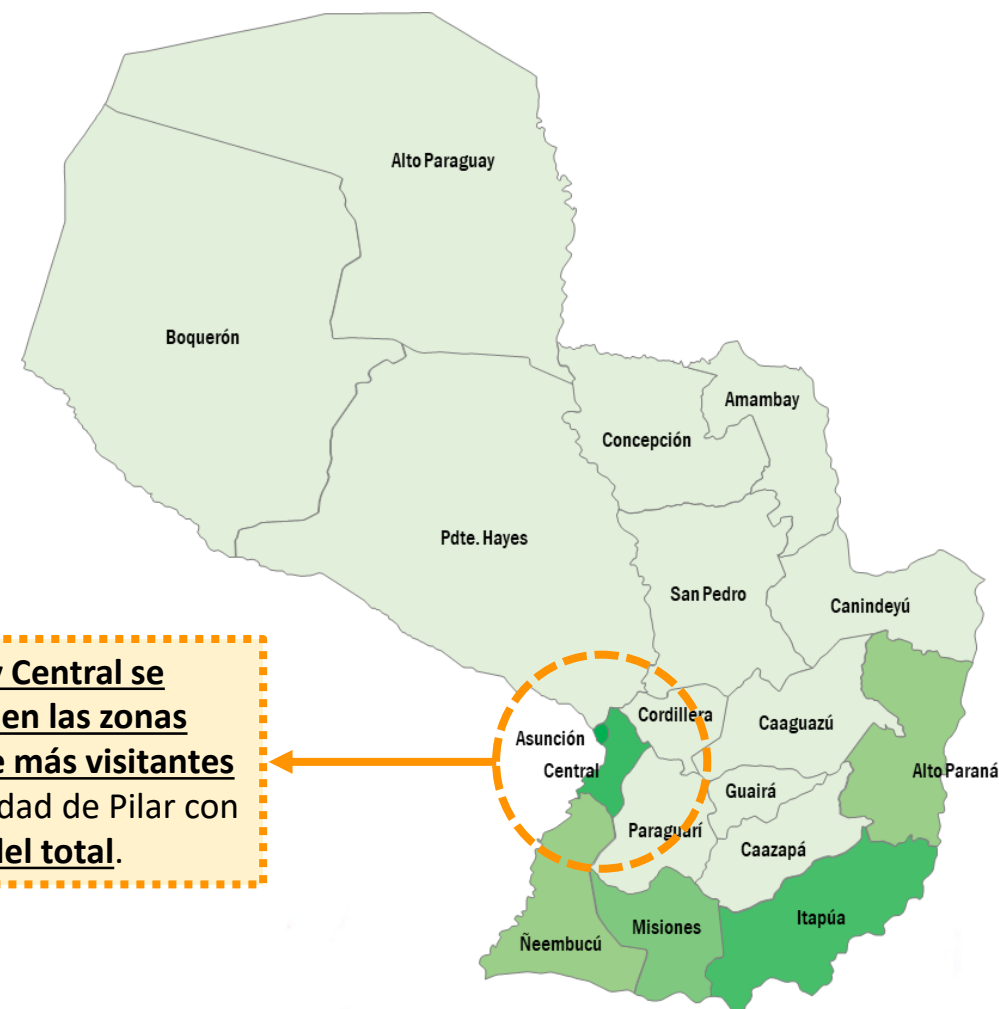 Alto Paraguay
Boquerón
Amambay
Concepción
Pdte. Hayes
San Pedro
Canindeyú
y Central se
en las zonas
e más visitantes
dad de Pilar con
del total.
Cordillera
Caaguazú
Asunción
Central
Alto Paraná
Guairá
Paraguarí
Caazapá
Itapúa
Misiones
Ñeembucú